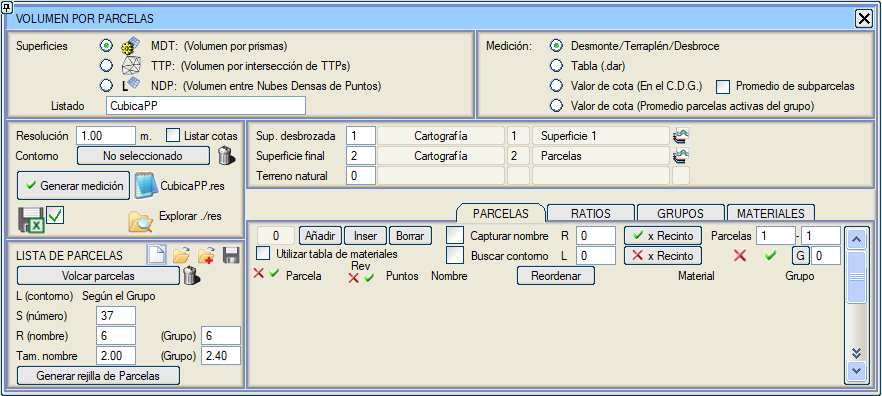 VOLUMEN POR PARCELAS
Superficies
MDT: (Volumen por prismas)
TTP: (Volumen por intersección de TTPs)
NDP: (Volumen entre Nubes Densas de Puntos)
Listado CubicaPP
Medición:
Desmonte/Terraplén/Desbroce
Tabla (.dar)
Valor de cota (En el C.D.G.) Promedio de subparcelas
Valor de cota (Promedio parcelas activas del grupo)
Resolución 1.00 m. Listar cotas
Contorno No seleccionado
Generar medición CubicaPP.res
Explorar ./res
Sup. desbrozada 1 Cartografía 1 Superficie 1
Superficie final 2 Cartografía 2 Parcelas
Terreno natural 0
LISTA DE PARCELAS
Volcar parcelas
L (contorno) Según el Grupo
S (número) 37
R (nombre) 6 (Grupo) 6
Tam. nombre 2.00 (Grupo) 2.40
Generar rejilla de Parcelas
PARCELAS RATIOS GRUPOS MATERIALES
0 Añadir Inser Borrar Capturar nombre R 0 x Recinto Parcelas 1 - 1
Utilizar tabla de materiales Buscar contorno L 0 x Recinto G 0
Rev
Parcela Puntos Nombre Reordenar Material Grupo